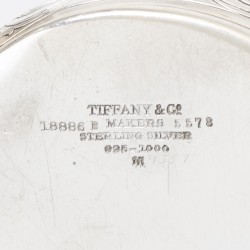 TIFFANY & Co
18886 E MAKERS 5578
STERLING SILVER
925-1000
M